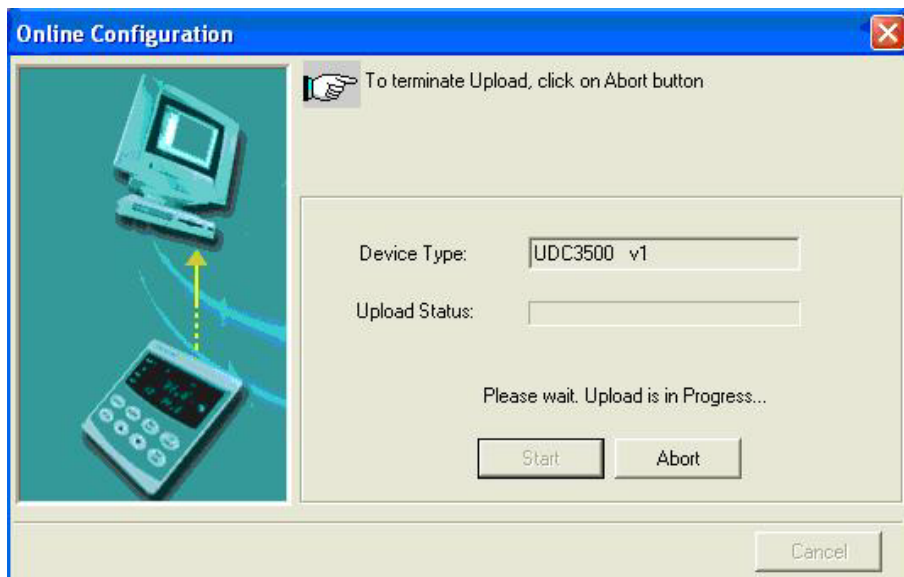 Online Configuration
To terminate Upload, click on Abort button
Device Type: UDC3500 v1
Upload Status:
Please wait. Upload is in Progress...
Start Abort
Cancel